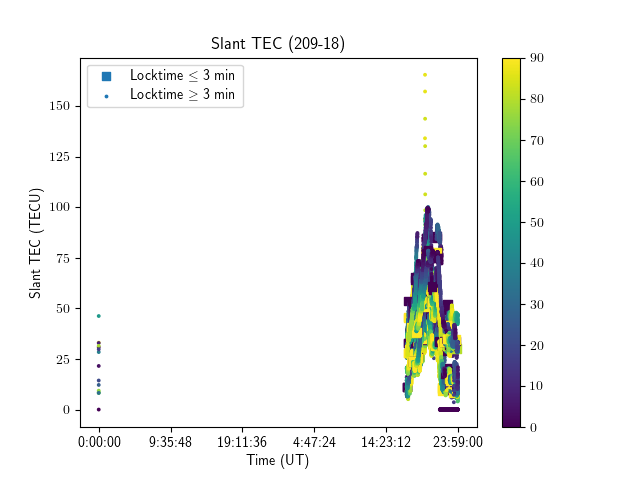 Slant TEC (209-18)
Locktime ≤ 3 min
Locktime ≥ 3 min
Slant TEC (TECU)
150
125
100
75
50
25
0
0:00:00 9:35:48 19:11:36 4:47:24 14:23:12 23:59:00
Time (UT)
90
80
70
60
50
40
30
20
10
0